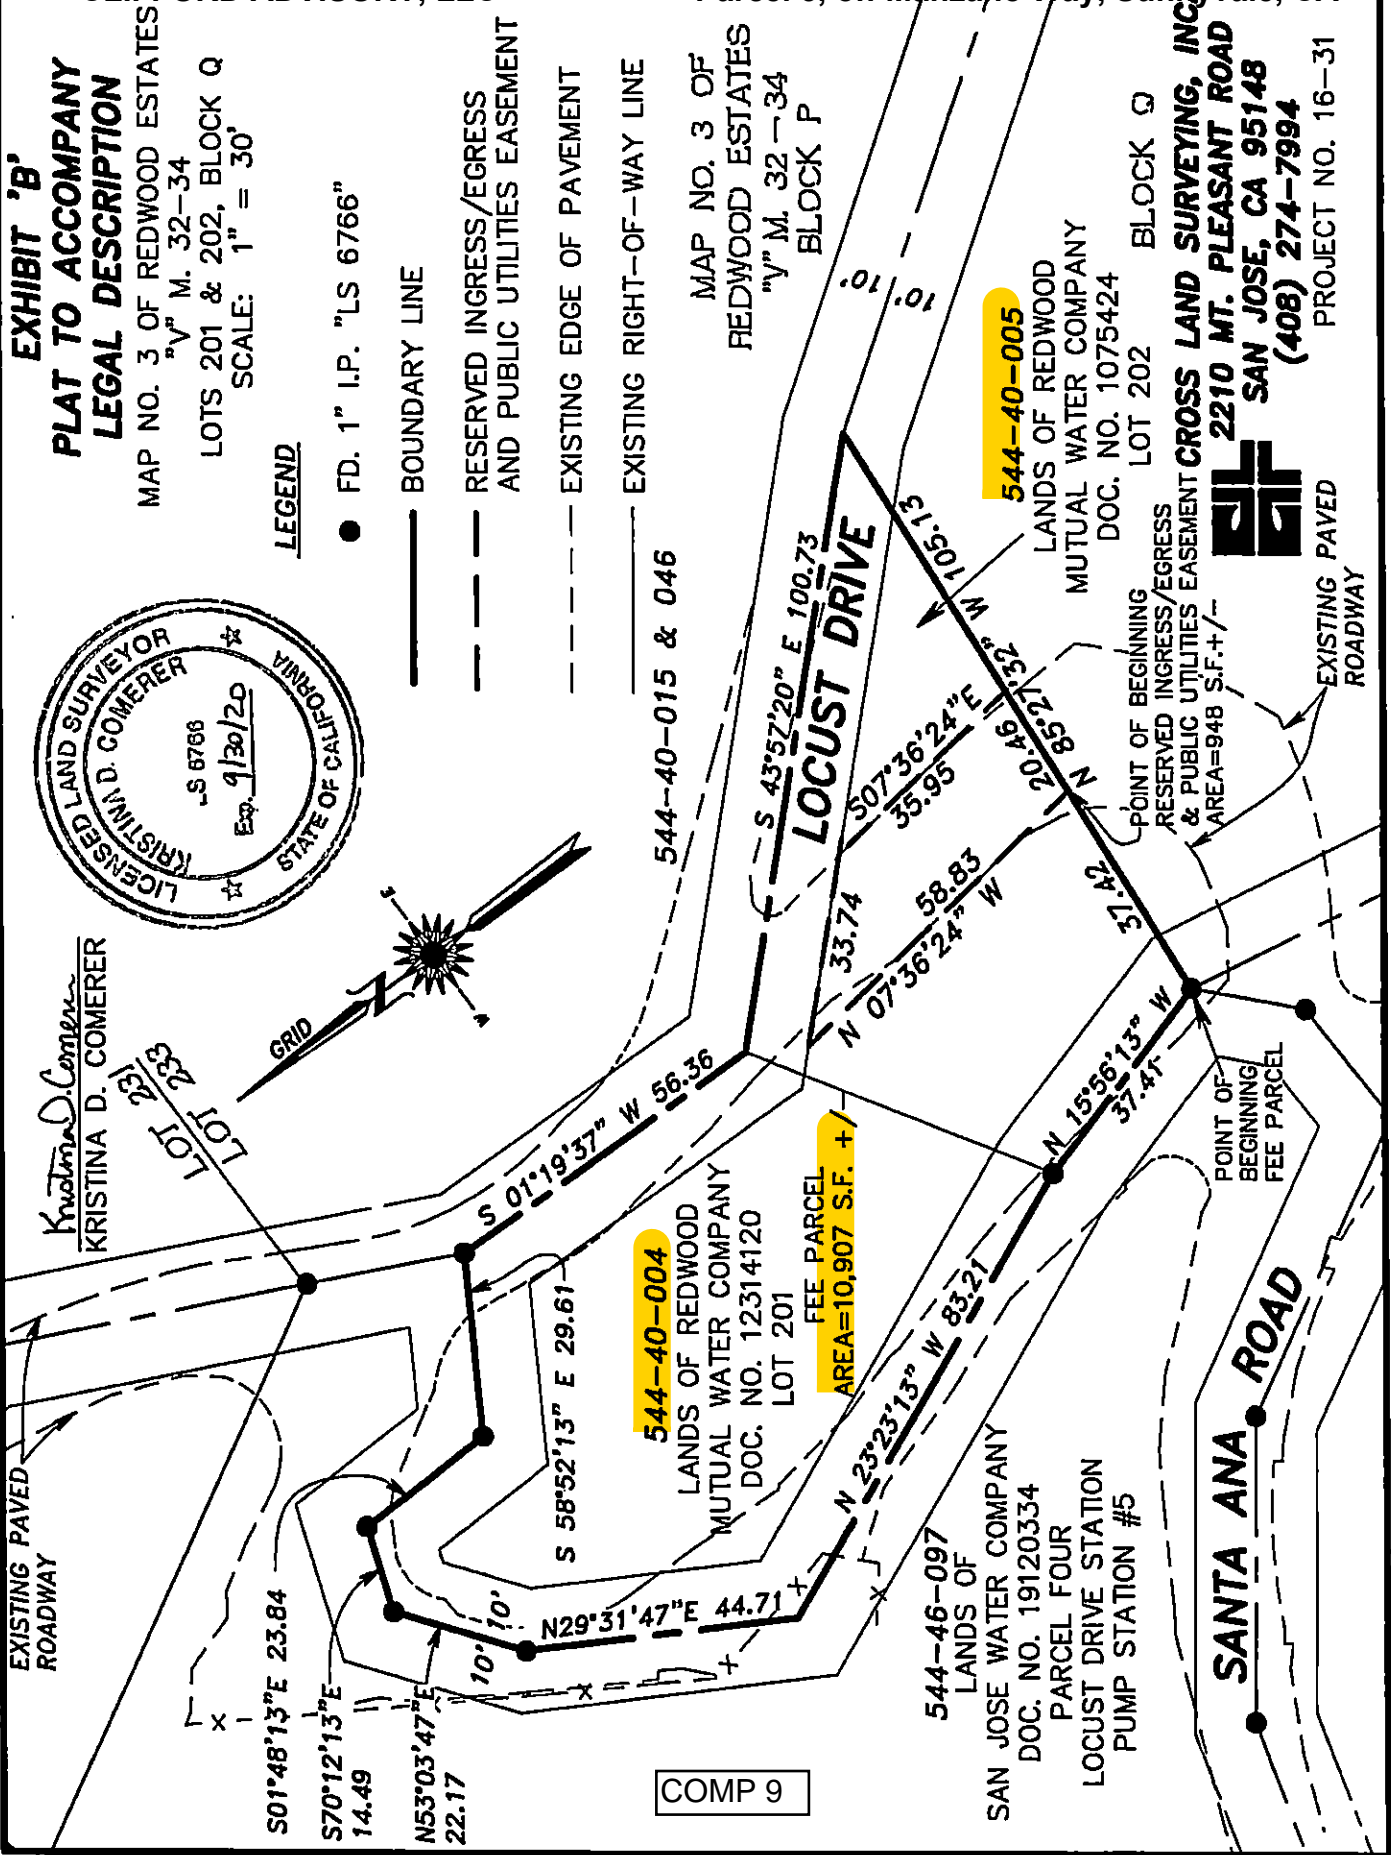 EXHIBIT 'B'
PLAT TO ACCOMPANY
LEGAL DESCRIPTION
MAP NO. 3 OF REDWOOD ESTATES
"V" M. 32-34
LOTS 201 & 202, BLOCK Q
SCALE: 1" = 30'
LEGEND
FD. 1" I.P. "LS 6766"
BOUNDARY LINE
RESERVED INGRESS/EGRESS
AND PUBLIC UTILITIES EASEMENT
EXISTING EDGE OF PAVEMENT
EXISTING RIGHT-OF-WAY LINE
LICENSED LAND SURVEYOR
KRISTINA D. COMERER
LS 6766
Exp. 9/30/20
STATE OF CALIFORNIA
Kristina D. Comerer
KRISTINA D. COMERER
GRID
N
LOT 231
LOT 233
544-40-015 & 046
MAP NO. 3 OF
REDWOOD ESTATES
"V" M. 32-34
BLOCK P
10' 10'
EXISTING PAVED
ROADWAY
S 01°19'37" W 56.36
S 43°57'20" E 100.73
LOCUST DRIVE
33.74
S07°36'24"E
35.95
58.83
N 07°36'24" W
N 85°27'32" W 105.13
20.46
37.42
544-40-005
LANDS OF REDWOOD
MUTUAL WATER COMPANY
DOC. NO. 1075424
LOT 202
BLOCK Q
POINT OF BEGINNING
RESERVED INGRESS/EGRESS
& PUBLIC UTILITIES EASEMENT
AREA=948 S.F.+/-
CROSS LAND SURVEYING, INC.
2210 MT. PLEASANT ROAD
SAN JOSE, CA 95148
(408) 274-7994
PROJECT NO. 16-31
EXISTING PAVED
ROADWAY
S 58°52'13" E 29.61
544-40-004
LANDS OF REDWOOD
MUTUAL WATER COMPANY
DOC. NO. 12314120
LOT 201
FEE PARCEL
AREA=10,907 S.F. +/-
N 15°56'13" W
37.41
POINT OF
BEGINNING
FEE PARCEL
N 23°23'13" W 83.21
N29°31'47"E 44.71
10' 10'
S01°48'13"E 23.84
S70°12'13"E
14.49
N53°03'47"E
22.17
544-46-097
LANDS OF
SAN JOSE WATER COMPANY
DOC. NO. 19120334
PARCEL FOUR
LOCUST DRIVE STATION
PUMP STATION #5
SANTA ANA ROAD
COMP 9